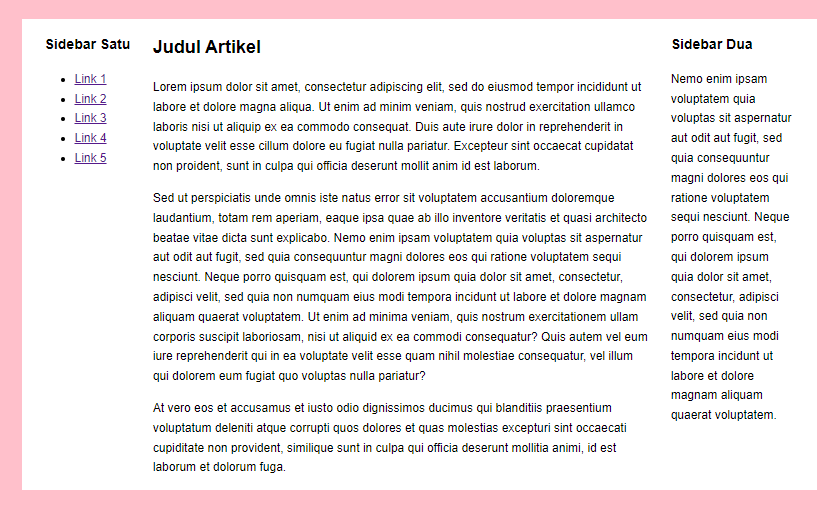 Sidebar Satu
Link 1
Link 2
Link 3
Link 4
Link 5
Judul Artikel
Lorem ipsum dolor sit amet, consectetur adipiscing elit, sed do eiusmod tempor incididunt ut
labore et dolore magna aliqua. Ut enim ad minim veniam, quis nostrud exercitation ullamco
laboris nisi ut aliquip ex ea commodo consequat. Duis aute irure dolor in reprehenderit in
voluptate velit esse cillum dolore eu fugiat nulla pariatur. Excepteur sint occaecat cupidatat
non proident, sunt in culpa qui officia deserunt mollit anim id est laborum.
Sed ut perspiciatis unde omnis iste natus error sit voluptatem accusantium doloremque
laudantium, totam rem aperiam, eaque ipsa quae ab illo inventore veritatis et quasi architecto
beatae vitae dicta sunt explicabo. Nemo enim ipsam voluptatem quia voluptas sit aspernatur
aut odit aut fugit, sed quia consequuntur magni dolores eos qui ratione voluptatem sequi
nesciunt. Neque porro quisquam est, qui dolorem ipsum quia dolor sit amet, consectetur,
adipisci velit, sed quia non numquam eius modi tempora incidunt ut labore et dolore magnam
aliquam quaerat voluptatem. Ut enim ad minima veniam, quis nostrum exercitationem ullam
corporis suscipit laboriosam, nisi ut aliquid ex ea commodi consequatur? Quis autem vel eum
iure reprehenderit qui in ea voluptate velit esse quam nihil molestiae consequatur, vel illum
qui dolorem eum fugiat quo voluptas nulla pariatur?
At vero eos et accusamus et iusto odio dignissimos ducimus qui blanditiis praesentium
voluptatum deleniti atque corrupti quos dolores et quas molestias excepturi sint occaecati
cupiditate non provident, similique sunt in culpa qui officia deserunt mollitia animi, id est
laborum et dolorum fuga.
Sidebar Dua
Nemo enim ipsam
voluptatem quia
voluptas sit aspernatur
aut odit aut fugit, sed
quia consequuntur
magni dolores eos qui
ratione voluptatem
sequi nesciunt. Neque
porro quisquam est,
qui dolorem ipsum
quia dolor sit amet,
consectetur, adipisci
velit, sed quia non
numquam eius modi
tempora incidunt ut
labore et dolore
magnam aliquam
quaerat voluptatem.